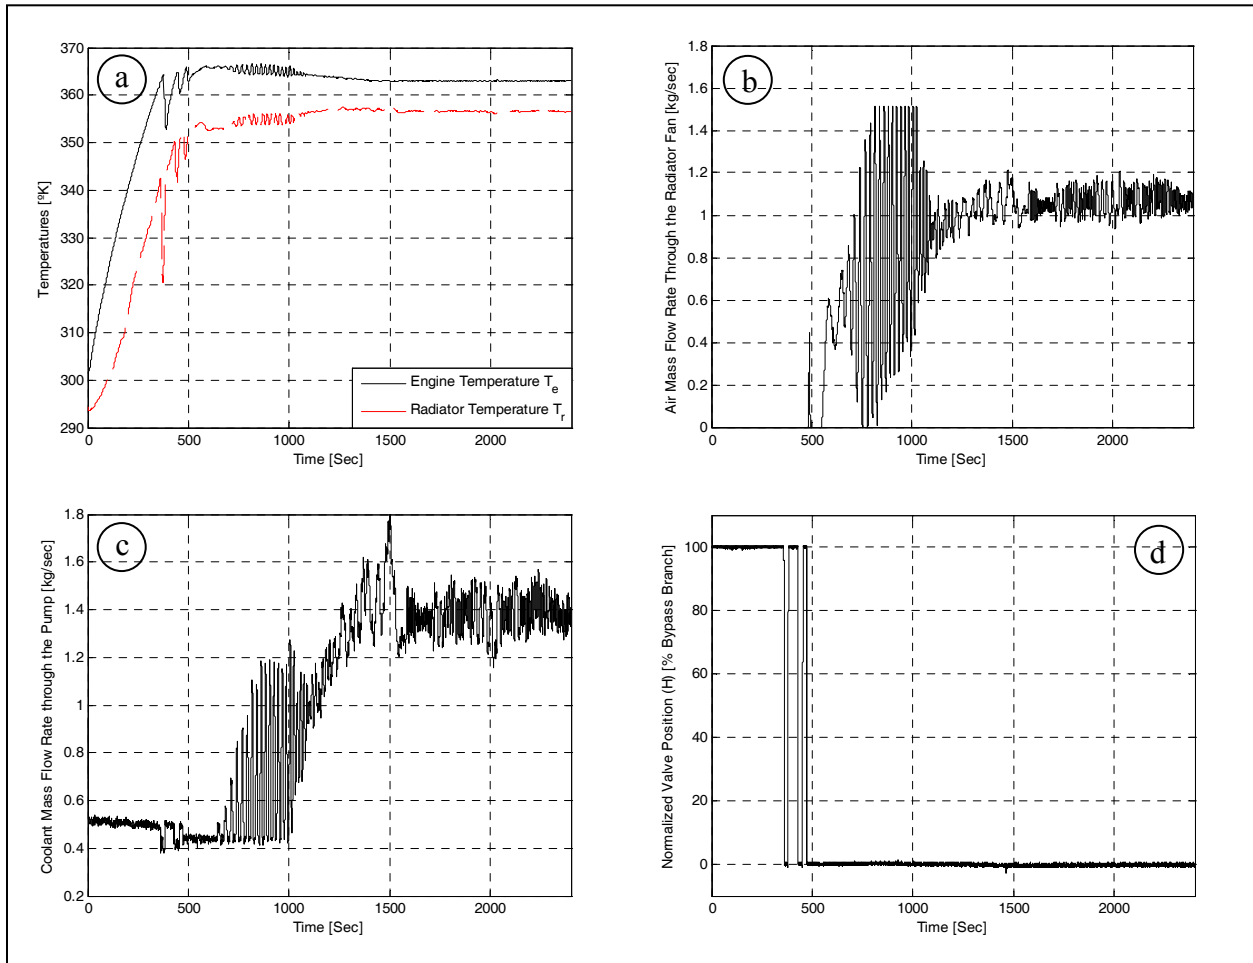 a
370
360
350
340
330
320
310
300
290
Temperatures [ºK]
Engine Temperature T_e
Radiator Temperature T_r
0 500 1000 1500 2000
Time [Sec]
b
1.8
1.6
1.4
1.2
1
0.8
0.6
0.4
0.2
0
Air Mass Flow Rate Through the Radiator Fan [kg/sec]
0 500 1000 1500 2000
Time [Sec]
c
1.8
1.6
1.4
1.2
1
0.8
0.6
0.4
0.2
Coolant Mass Flow Rate through the Pump [kg/sec]
0 500 1000 1500 2000
Time [Sec]
d
100
80
60
40
20
0
Normalized Valve Position (H) [% Bypass Branch]
0 500 1000 1500 2000
Time [Sec]